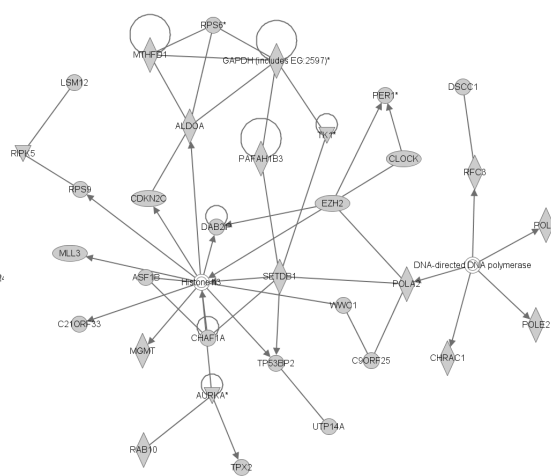 RPS6*
MTHFD1
GAPDH (includes EG:2597)*
LSM12
PER1*
DSCC1
ALDOA
TK1*
RIPK5
PAFAH1B3
CLOCK
RFC3
RPS9
CDKN2C
EZH2
DAB2*
POL
MLL3
DNA-directed DNA polymerase
ASF1B
Histone H3
SETDB1
POLA2
WWC1
C21ORF33
CHAF1A
POLE2
MGMT
TP53BP2
C9ORF25
CHRAC1
AURKA*
UTP14A
RAB10
TPX2